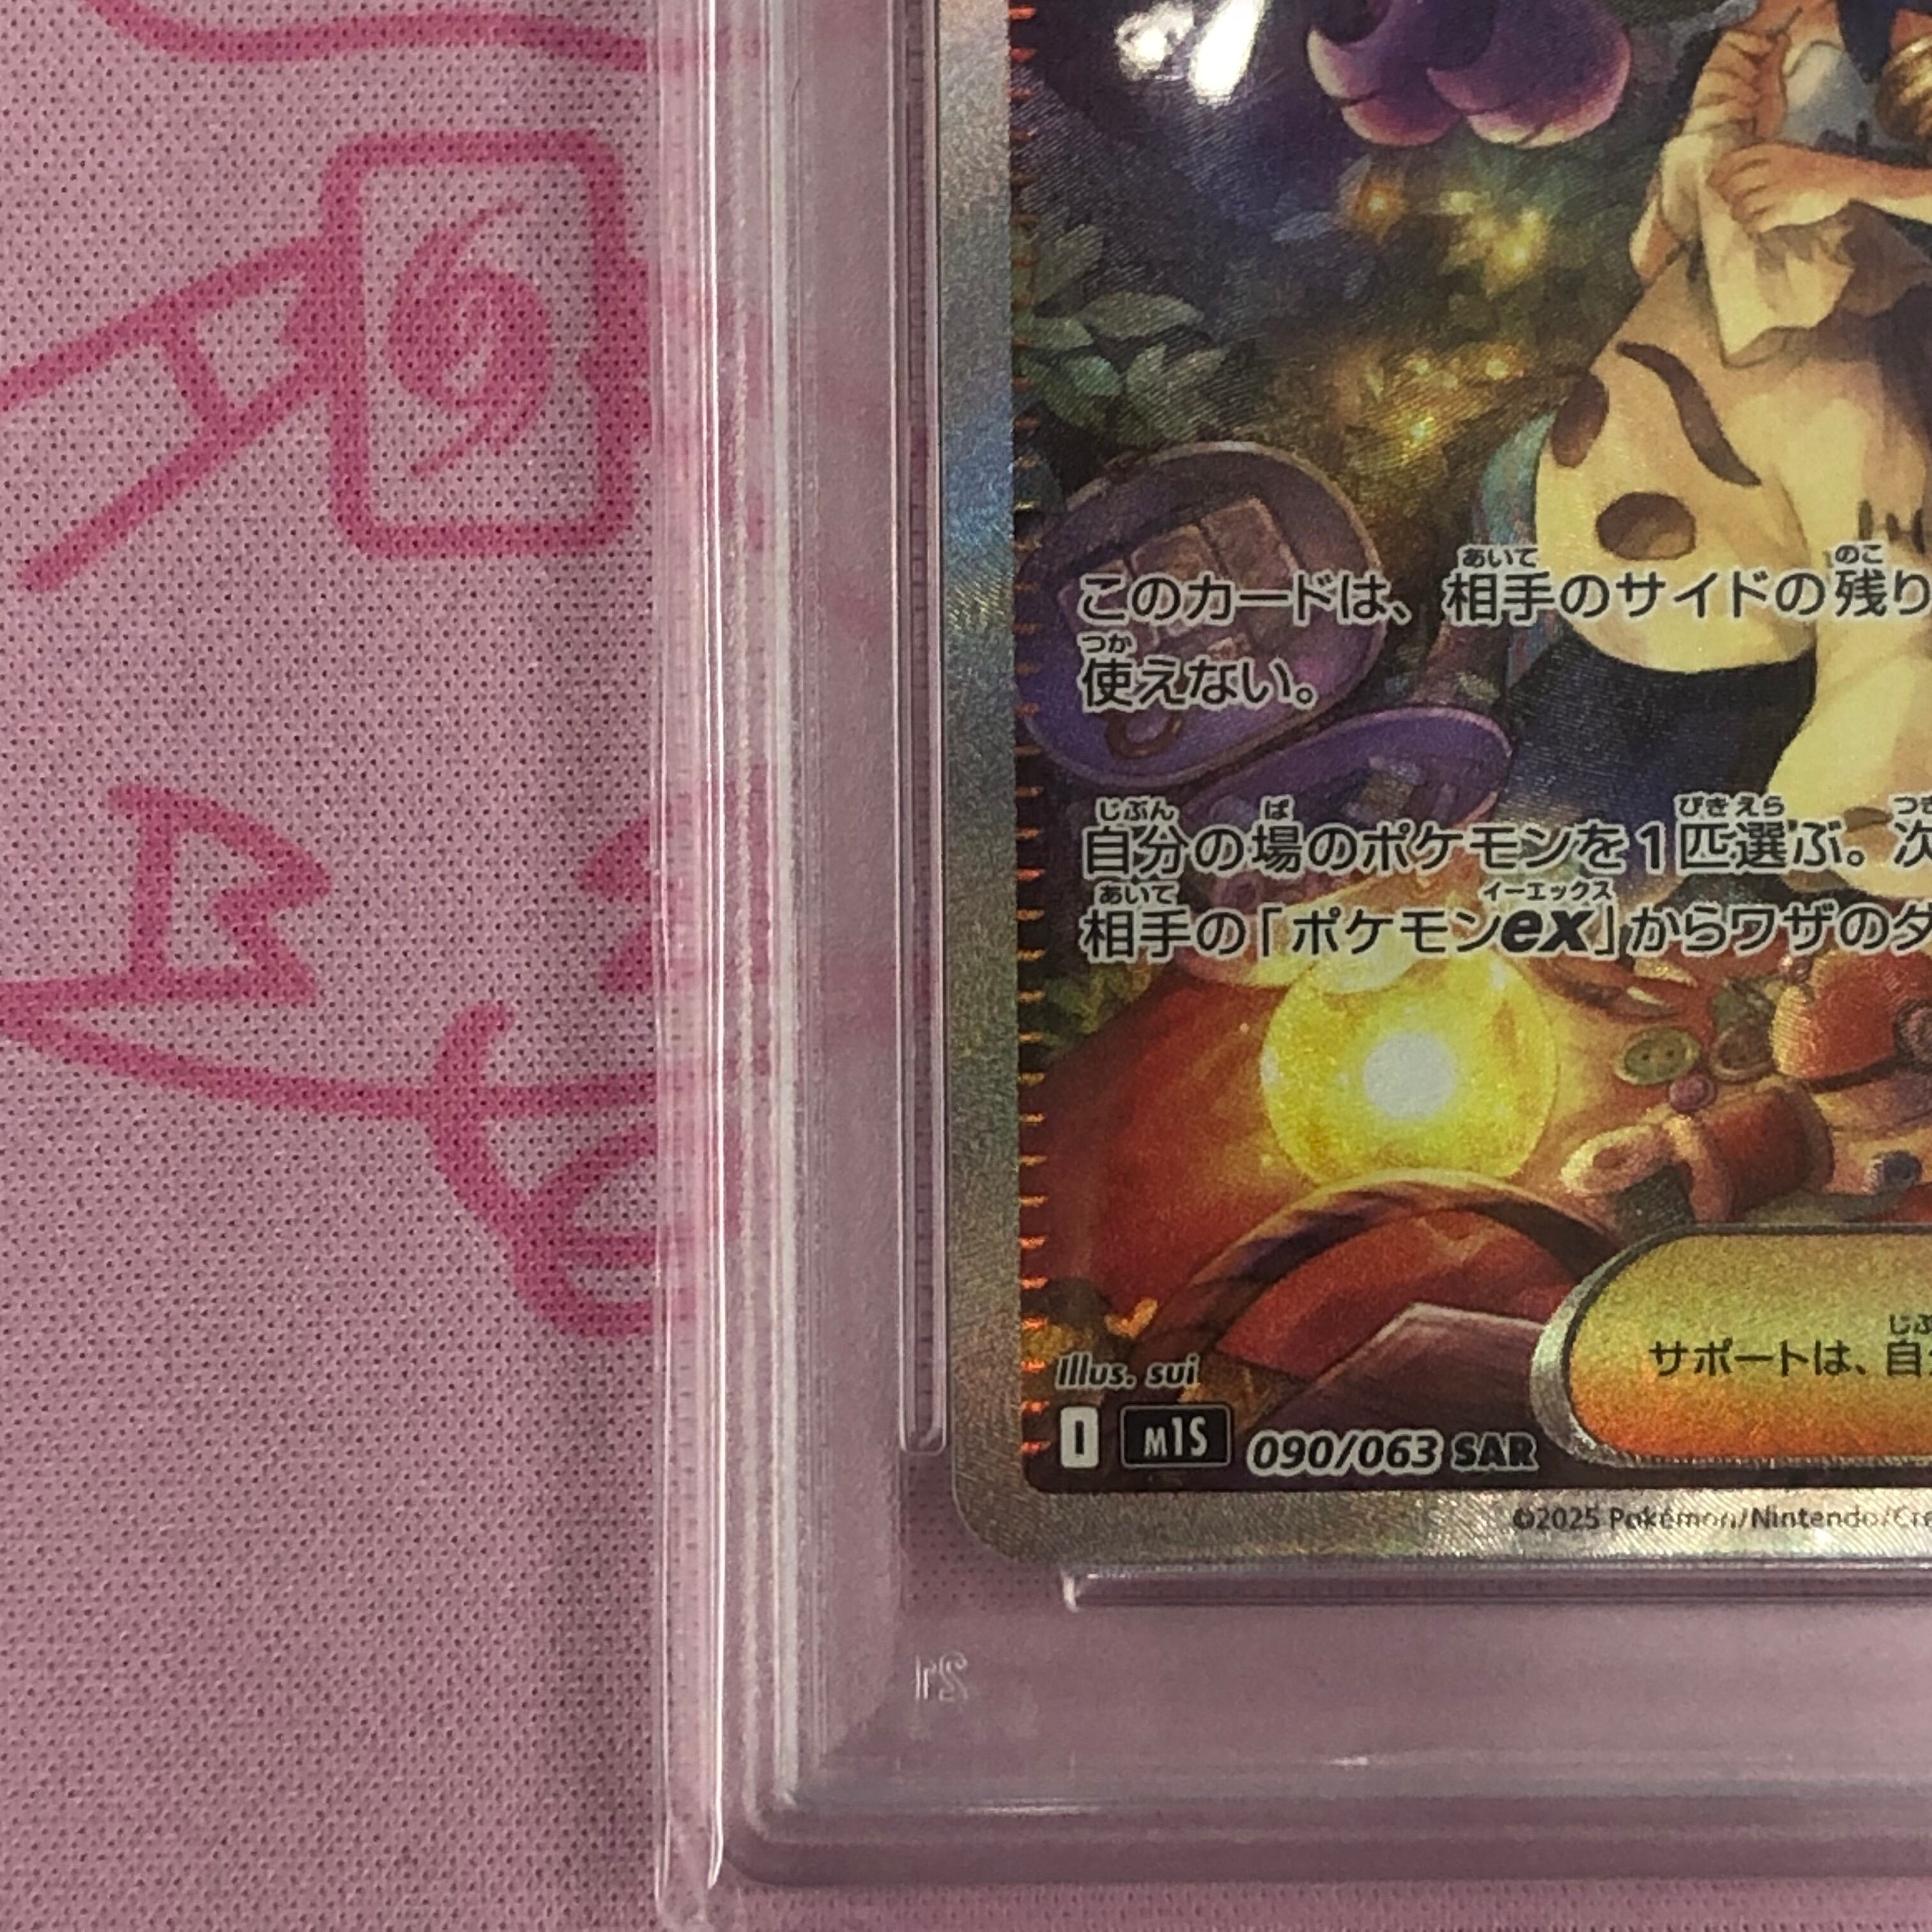 このカードは、相手のサイドの残り
使えない。
自分の場のポケモンを1匹選ぶ。次
相手の「ポケモンex」からワザのダ
サポートは、自
Illus. sui
I M1S 090/063 SAR
©2025 Pokémon/Nintendo/Cre
21